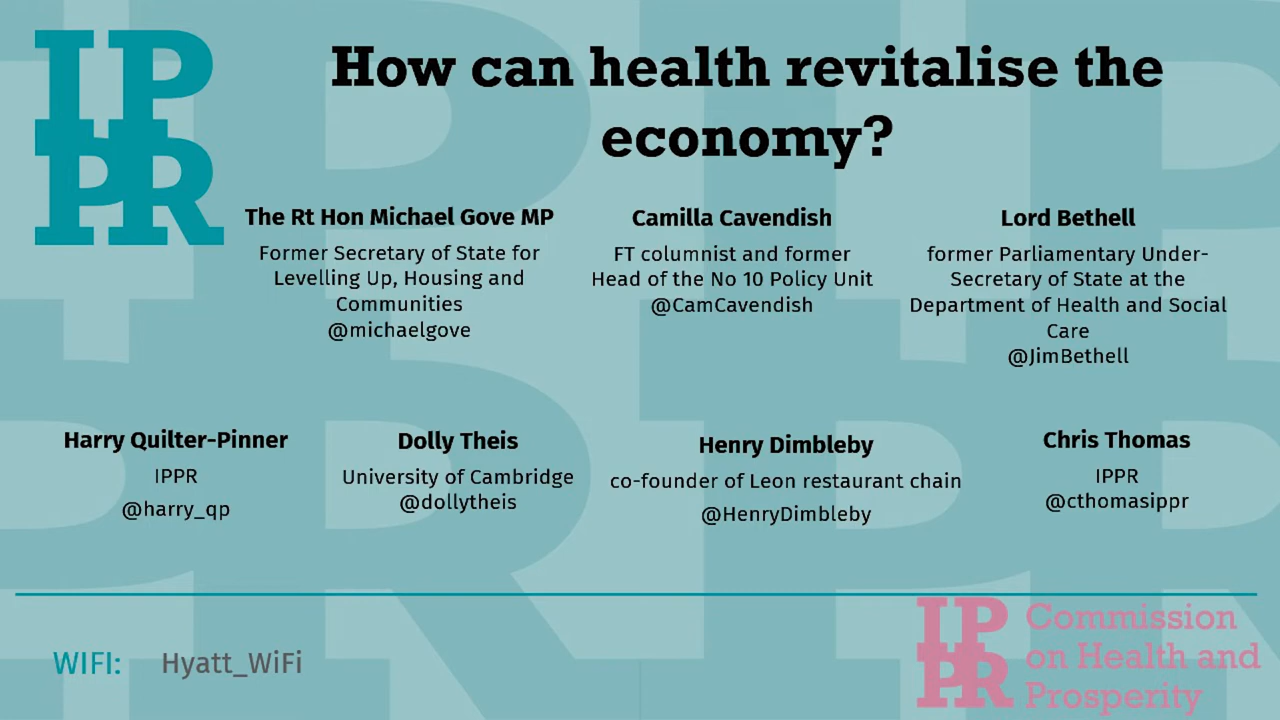 IP
PR
How can health revitalise the
economy?
The Rt Hon Michael Gove MP
Former Secretary of State for
Levelling Up, Housing and
Communities
@michaelgove
Camilla Cavendish
FT columnist and former
Head of the No 10 Policy Unit
@CamCavendish
Lord Bethell
former Parliamentary Under-
Secretary of State at the
Department of Health and Social
Care
@JimBethell
Harry Quilter-Pinner
IPPR
@harry_qp
Dolly Theis
University of Cambridge
@dollytheis
Henry Dimbleby
co-founder of Leon restaurant chain
@HenryDimbleby
Chris Thomas
IPPR
@cthomasippr
WIFI: Hyatt_WiFi
IP
PR
Commission
on Health and
Prosperity